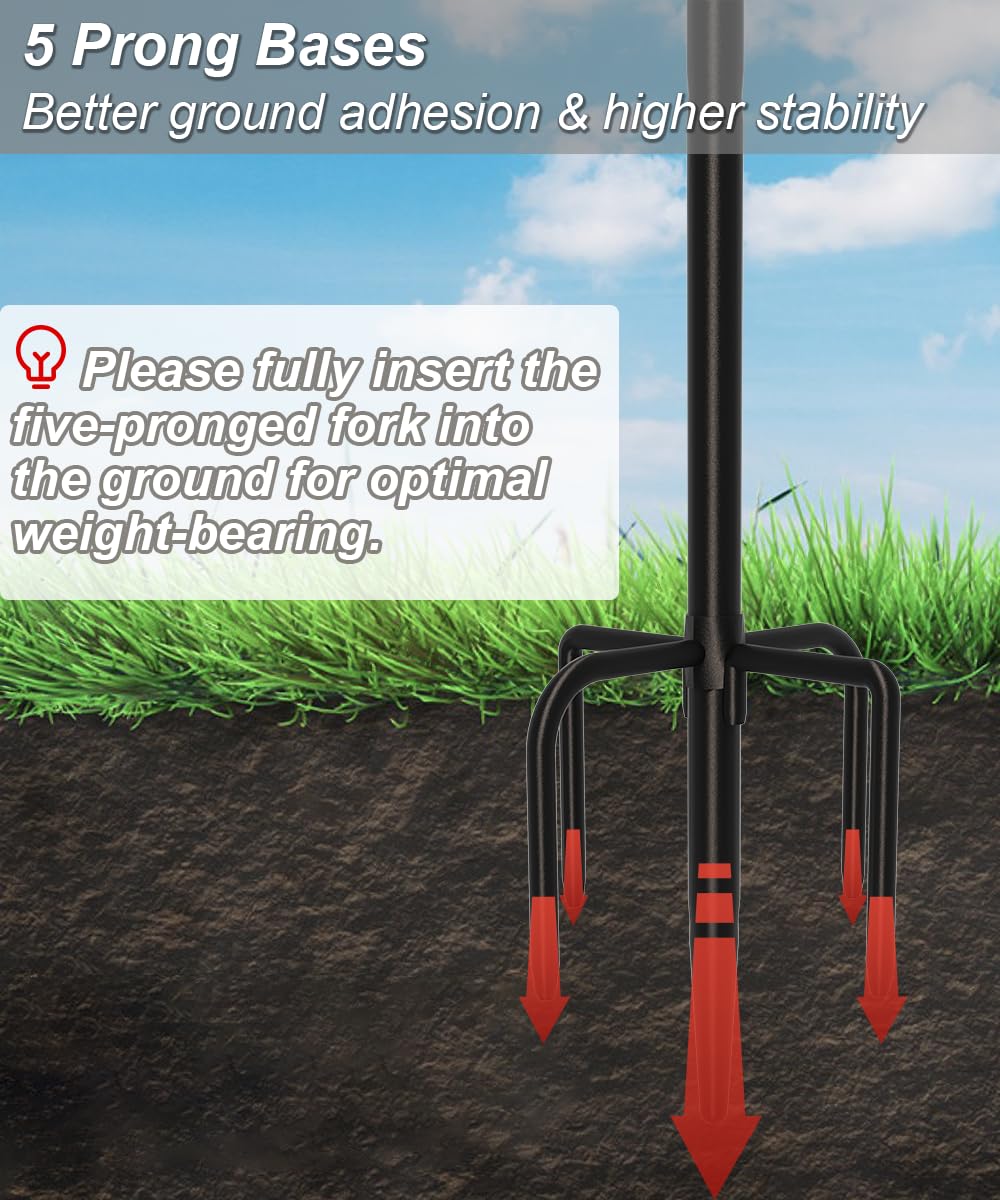 5 Prong Bases
Better ground adhesion & higher stability
Please fully insert the
five-pronged fork into
the ground for optimal
weight-bearing.